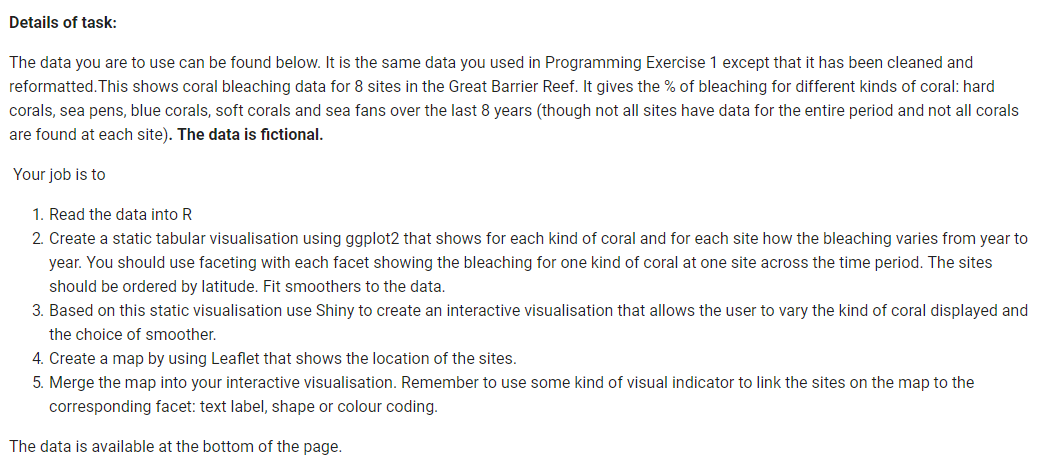 Details of task:
The data you are to use can be found below. It is the same data you used in Programming Exercise 1 except that it has been cleaned and
reformatted.This shows coral bleaching data for 8 sites in the Great Barrier Reef. It gives the % of bleaching for different kinds of coral: hard
corals, sea pens, blue corals, soft corals and sea fans over the last 8 years (though not all sites have data for the entire period and not all corals
are found at each site). The data is fictional.
Your job is to
1. Read the data into R
2. Create a static tabular visualisation using ggplot2 that shows for each kind of coral and for each site how the bleaching varies from year to
year. You should use faceting with each facet showing the bleaching for one kind of coral at one site across the time period. The sites
should be ordered by latitude. Fit smoothers to the data.
3. Based on this static visualisation use Shiny to create an interactive visualisation that allows the user to vary the kind of coral displayed and
the choice of smoother.
4. Create a map by using Leaflet that shows the location of the sites.
5. Merge the map into your interactive visualisation. Remember to use some kind of visual indicator to link the sites on the map to the
corresponding facet: text label, shape or colour coding.
The data is available at the bottom of the page.